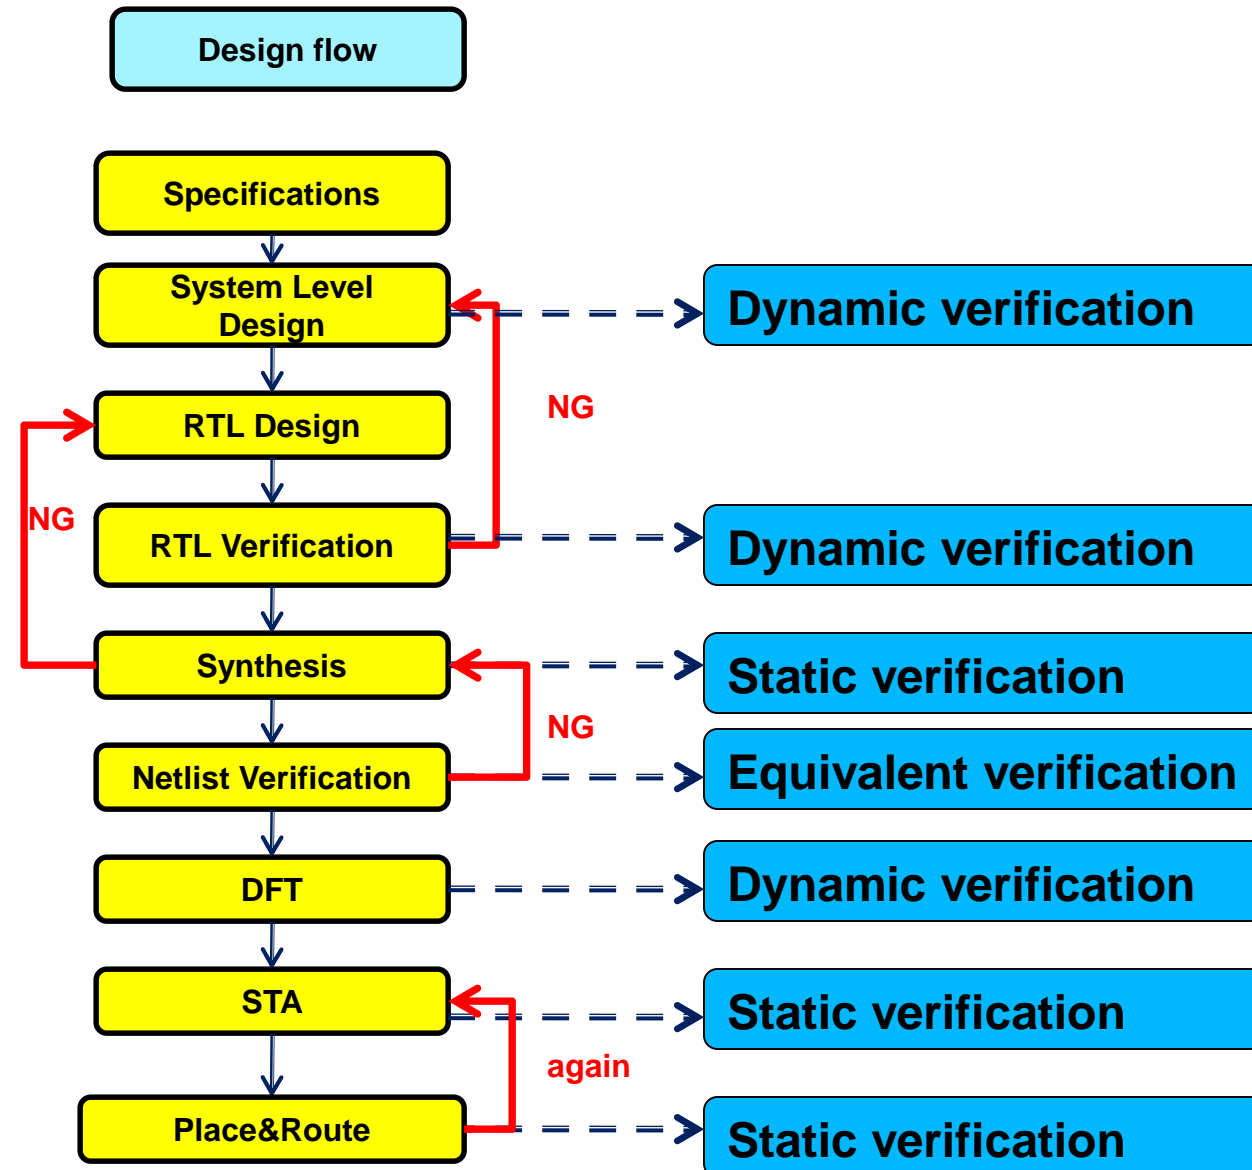 Design flow
Specifications
System Level
Design
Dynamic verification
NG
RTL Design
NG
RTL Verification
Dynamic verification
Synthesis
Static verification
NG
Netlist Verification
Equivalent verification
DFT
Dynamic verification
STA
Static verification
again
Place&Route
Static verification